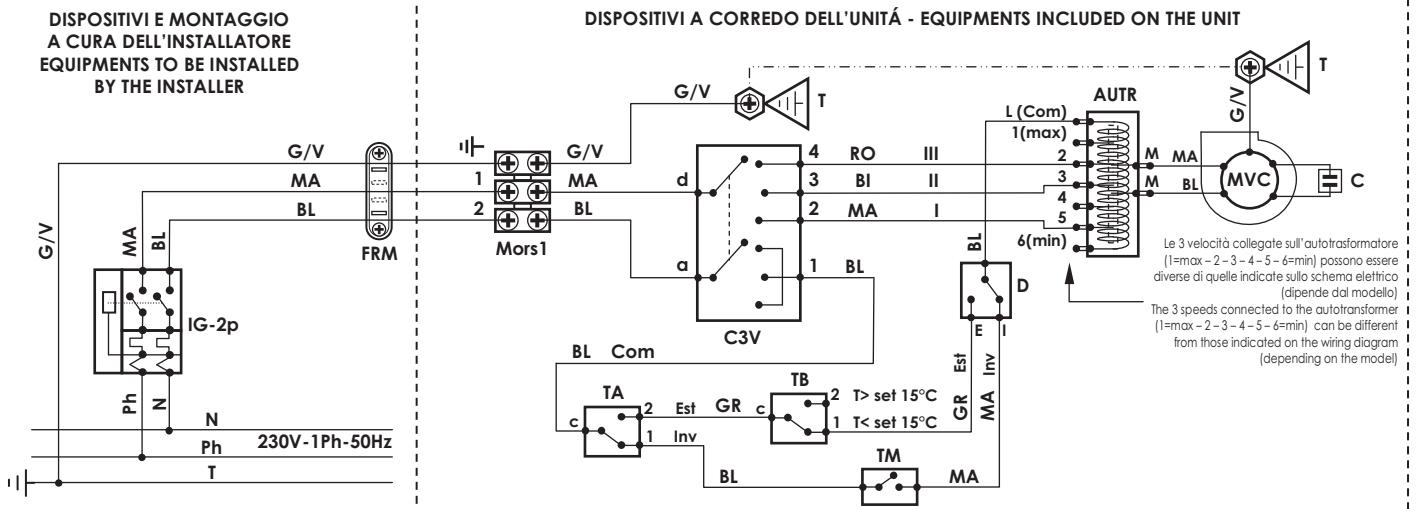 DISPOSITIVI E MONTAGGIO
A CURA DELL'INSTALLATORE
EQUIPMENTS TO BE INSTALLED
BY THE INSTALLER
DISPOSITIVI A CORREDO DELL'UNITÁ - EQUIPMENTS INCLUDED ON THE UNIT
G/V
T
T
AUTR
G/V
L (Com)
1(max)
G/V
G/V
4 RO III
2
M MA
MA
1
MA
d
3 BI II
3
MVC
C
BL
2
BL
2 MA I
4
M BL
5
6(min)
G/V
MA
BL
FRM
Mors1
a
1 BL
BL
D
Le 3 velocità collegate sull'autotrasformatore
(1=max – 2 – 3 – 4 – 5 – 6=min) possono essere
diverse di quelle indicate sullo schema elettrico
(dipende dal modello)
The 3 speeds connected to the autotransformer
(1=max – 2 – 3 – 4 – 5 – 6=min) can be different
from those indicated on the wiring diagram
(depending on the model)
IG-2p
C3V
E I
BL Com
Est
Inv
GR
MA
TA
TB
Ph
N
c
2 Est GR c
2 T> set 15°C
1 Inv
1 T< set 15°C
N
230V-1Ph-50Hz
Ph
T
TM
BL
MA